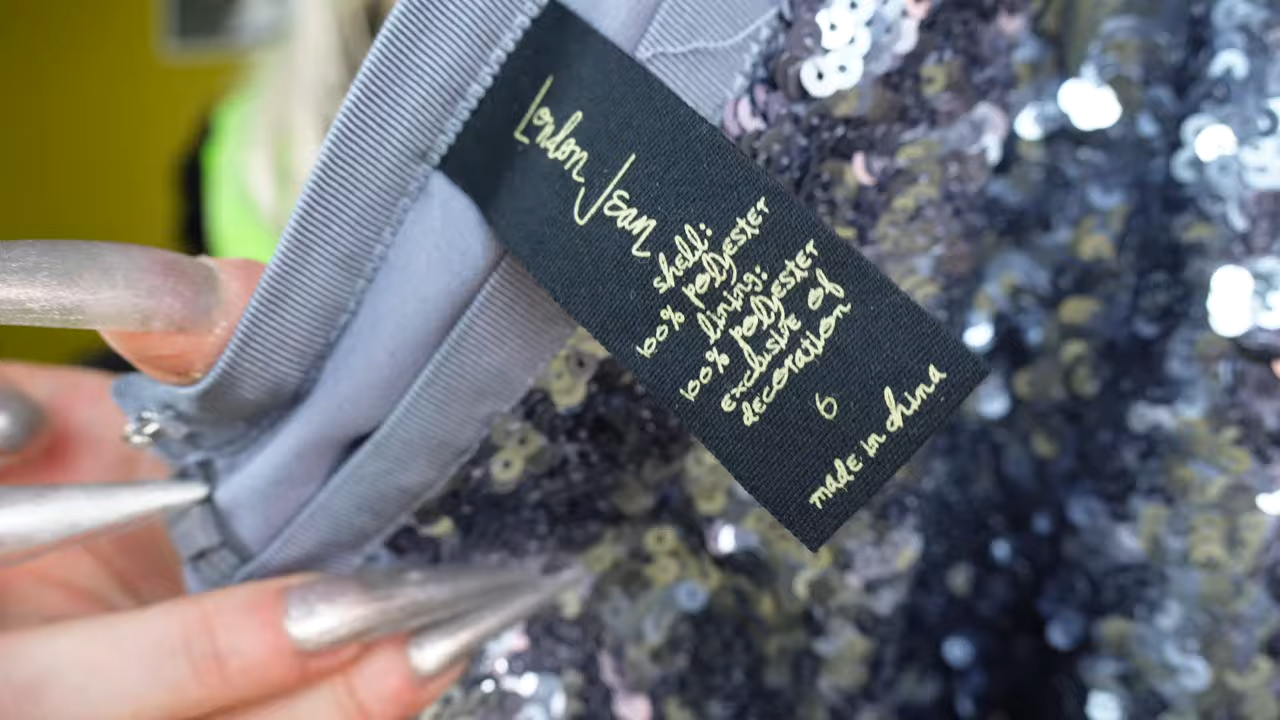 London Jean
shell:
100% polyester
lining:
100% polyester
exclusive of
decoration
6
made in china